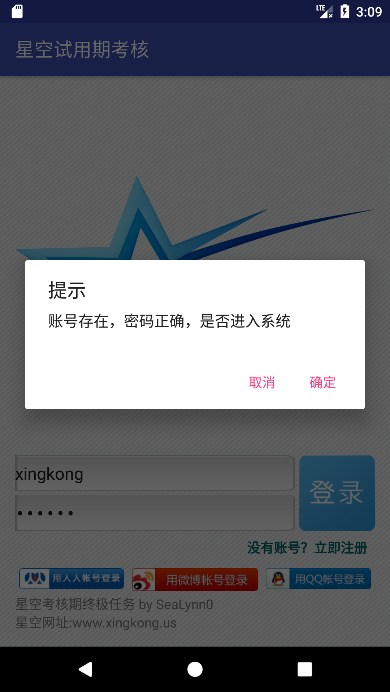 LTE 3:09
星空试用期考核
提示
账号存在，密码正确，是否进入系统
取消 确定
xingkong
••••••
登录
没有账号？立即注册
用人人帐号登录 用微博帐号登录 用QQ帐号登录
星空考核期终极任务 by SeaLynn0
星空网址:www.xingkong.us